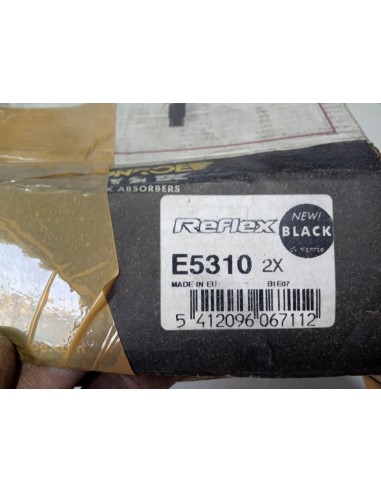 ABSORBERS
Reflex
NEW!
BLACK
E5310 2X
MADE IN EU B1E07
5 412096 067112